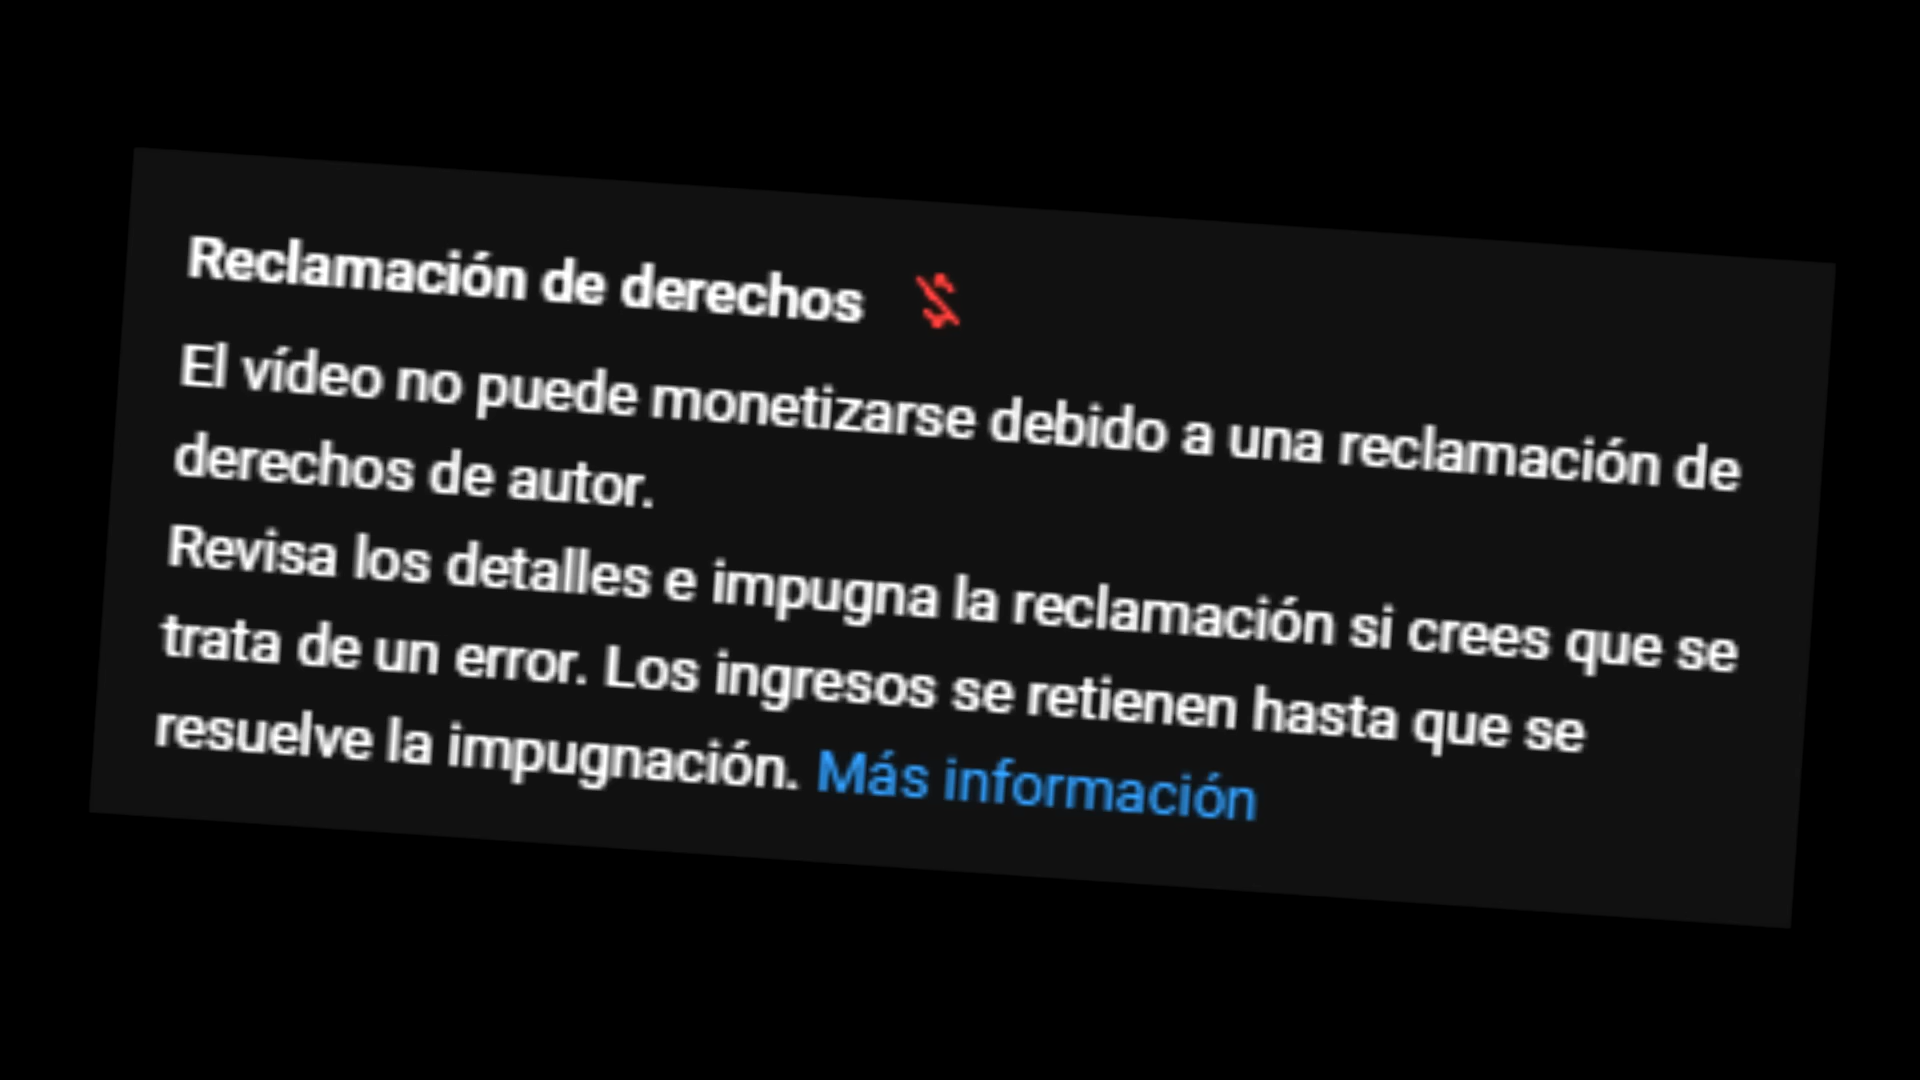 Reclamación de derechos
El vídeo no puede monetizarse debido a una reclamación de
derechos de autor.
Revisa los detalles e impugna la reclamación si crees que se
trata de un error. Los ingresos se retienen hasta que se
resuelve la impugnación. Más información